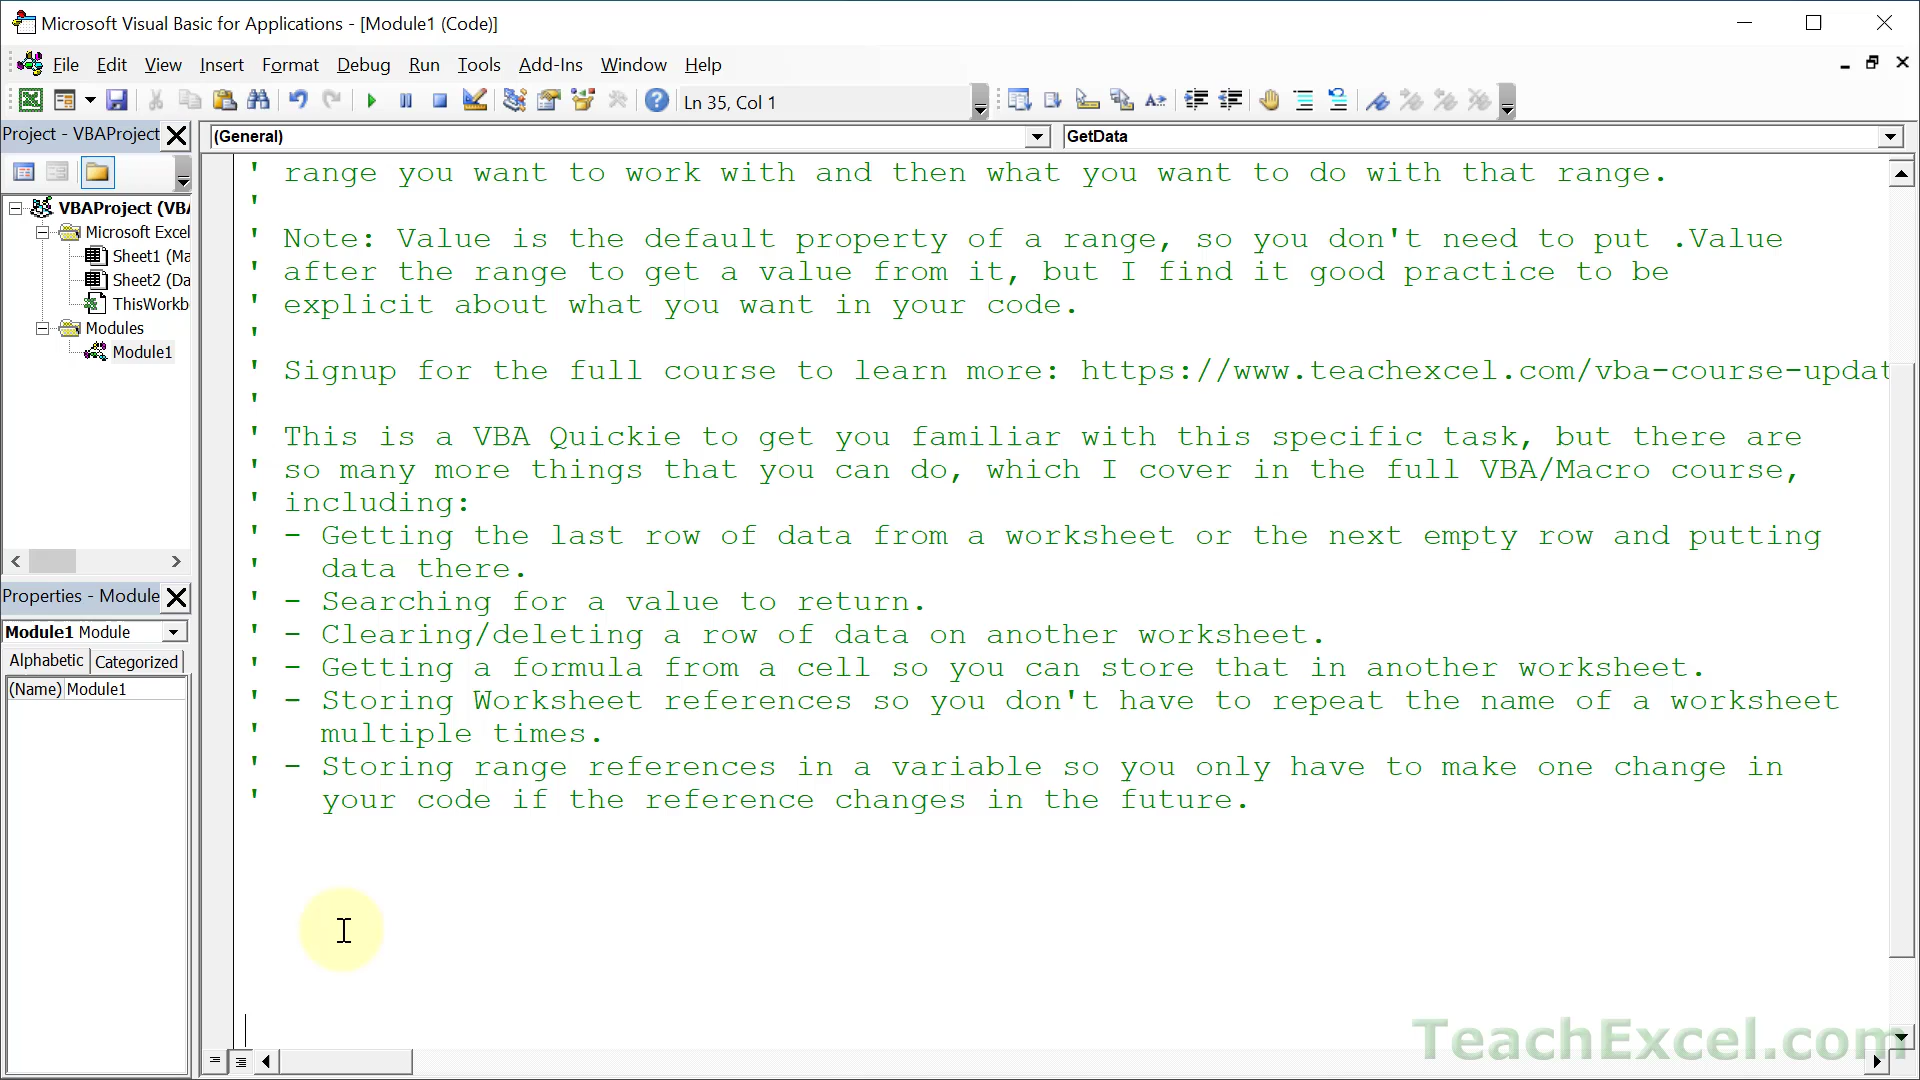 Microsoft Visual Basic for Applications - [Module1 (Code)]
File Edit View Insert Format Debug Run Tools Add-Ins Window Help
Ln 35, Col 1
Project - VBAProject
(General)
GetData
VBAProject (VBA
Microsoft Excel
Sheet1 (Ma
Sheet2 (Da
ThisWorkb
Modules
Module1
Properties - Module
Module1 Module
Alphabetic Categorized
(Name) Module1
' range you want to work with and then what you want to do with that range.
'
' Note: Value is the default property of a range, so you don't need to put .Value
' after the range to get a value from it, but I find it good practice to be
' explicit about what you want in your code.
'
' Signup for the full course to learn more: https://www.teachexcel.com/vba-course-updat
'
' This is a VBA Quickie to get you familiar with this specific task, but there are
' so many more things that you can do, which I cover in the full VBA/Macro course,
' including:
' - Getting the last row of data from a worksheet or the next empty row and putting
'   data there.
' - Searching for a value to return.
' - Clearing/deleting a row of data on another worksheet.
' - Getting a formula from a cell so you can store that in another worksheet.
' - Storing Worksheet references so you don't have to repeat the name of a worksheet
'   multiple times.
' - Storing range references in a variable so you only have to make one change in
'   your code if the reference changes in the future.
TeachExcel.com